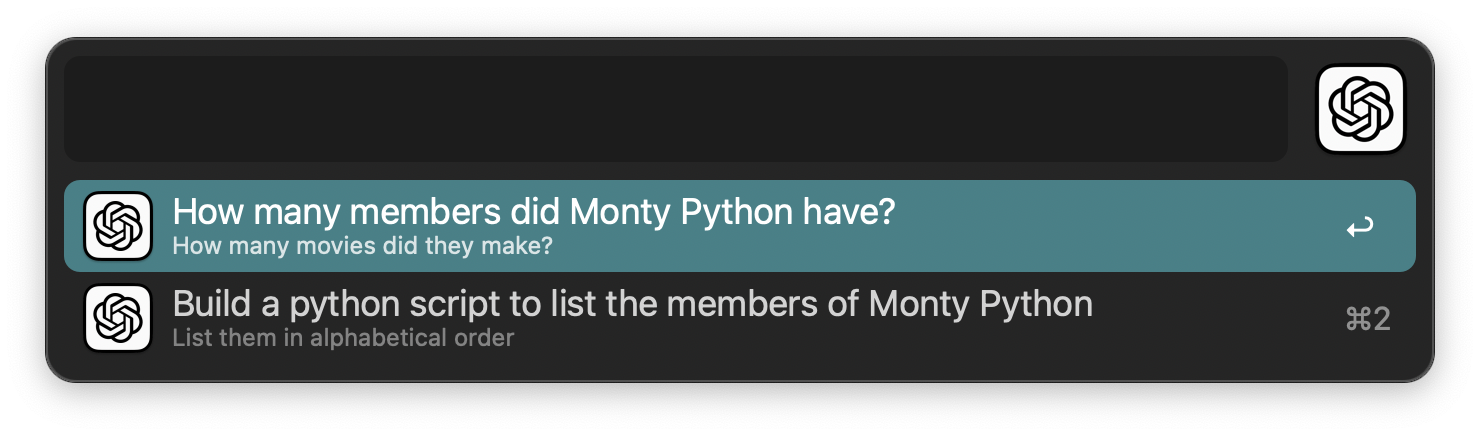 How many members did Monty Python have?
How many movies did they make?
Build a python script to list the members of Monty Python
List them in alphabetical order
⌘2